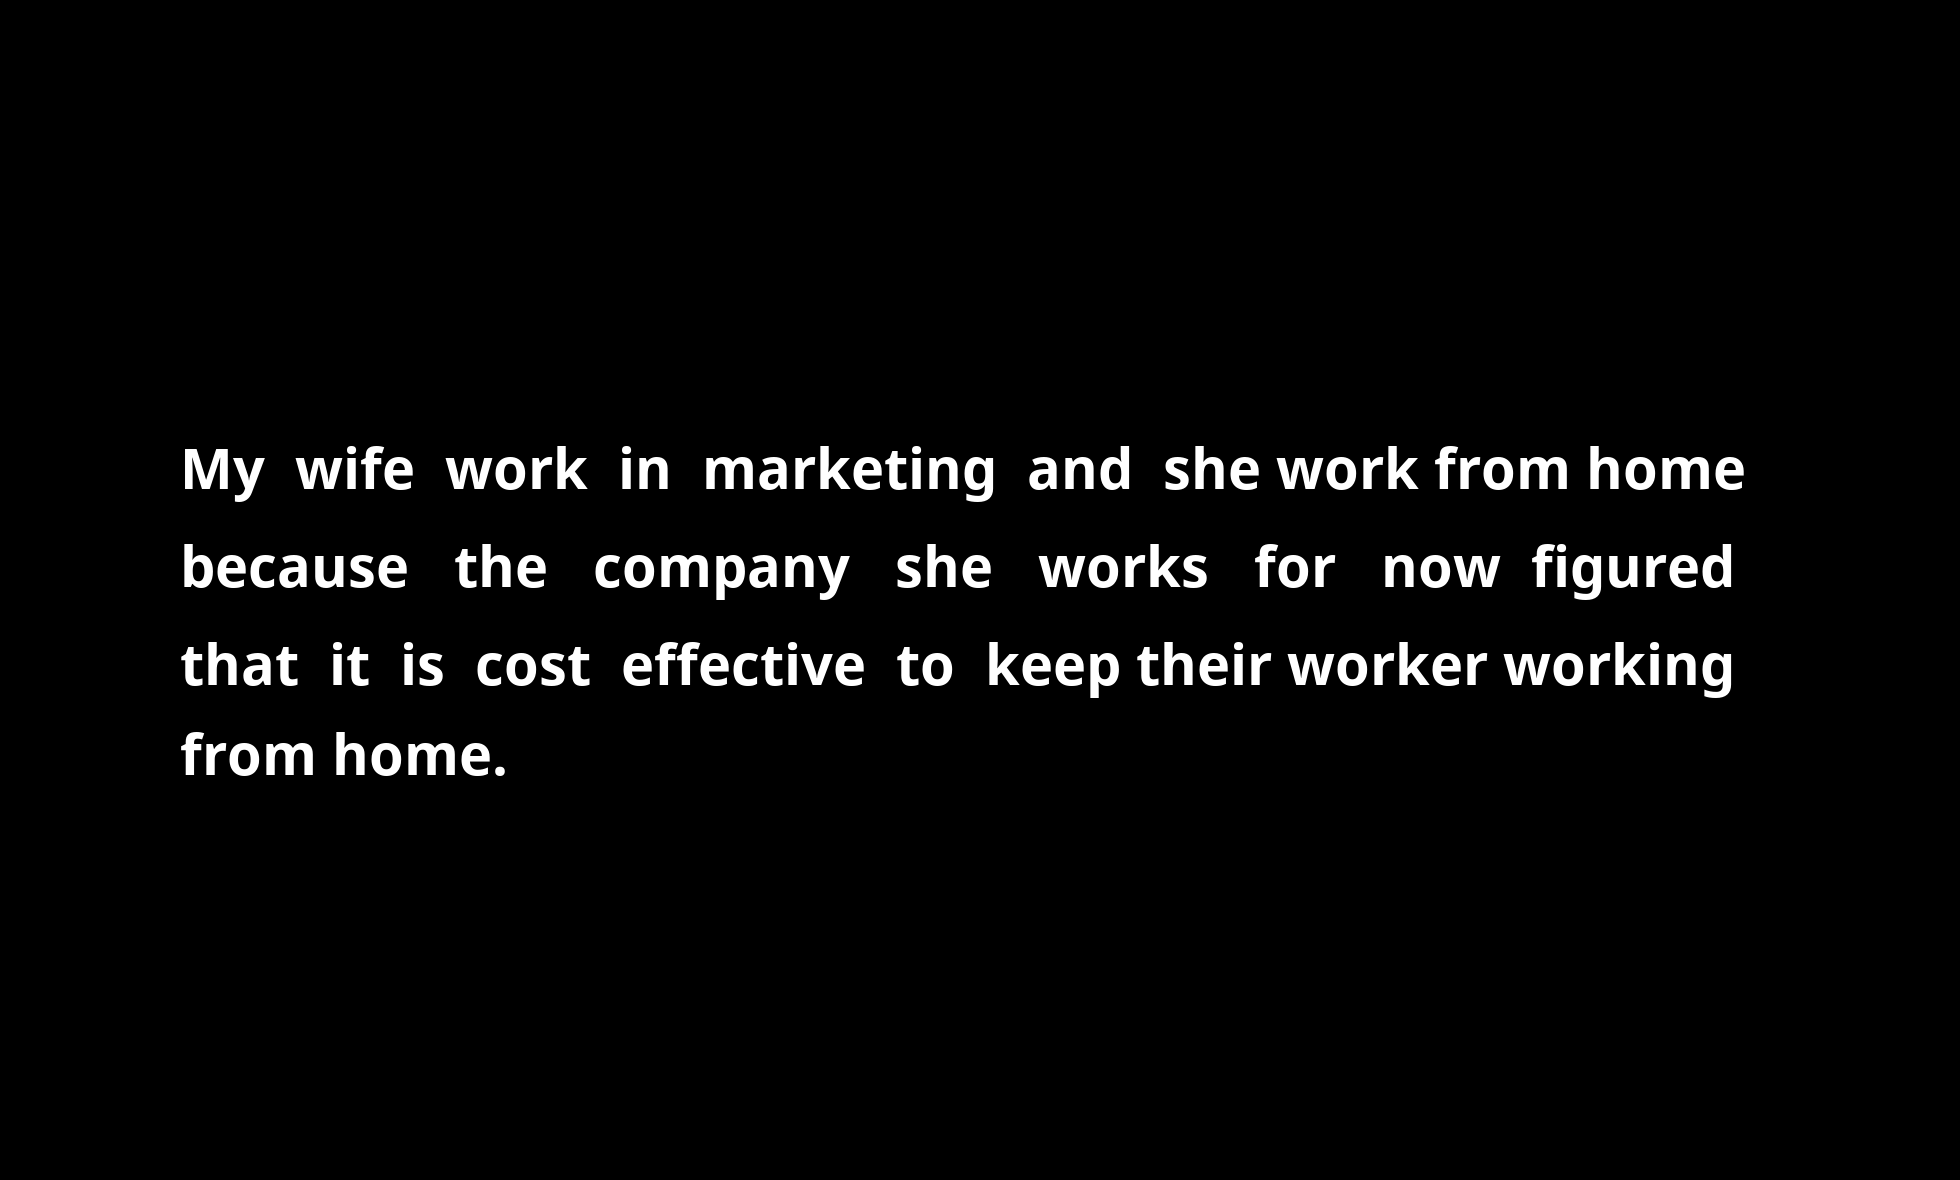 My wife work in marketing and she work from home
because the company she works for now figured
that it is cost effective to keep their worker working
from home.